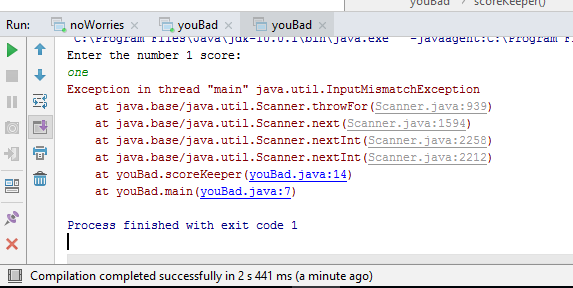 youBad scoreKeeper()
Run: noWorries × youBad × youBad ×
"C:\Program Files\Java\jdk-10.0.1\bin\java.exe" "-javaagent:C:\Program Fi
Enter the number 1 score:
one
Exception in thread "main" java.util.InputMismatchException
at java.base/java.util.Scanner.throwFor(Scanner.java:939)
at java.base/java.util.Scanner.next(Scanner.java:1594)
at java.base/java.util.Scanner.nextInt(Scanner.java:2258)
at java.base/java.util.Scanner.nextInt(Scanner.java:2212)
at youBad.scoreKeeper(youBad.java:14)
at youBad.main(youBad.java:7)
Process finished with exit code 1
Compilation completed successfully in 2 s 441 ms (a minute ago)